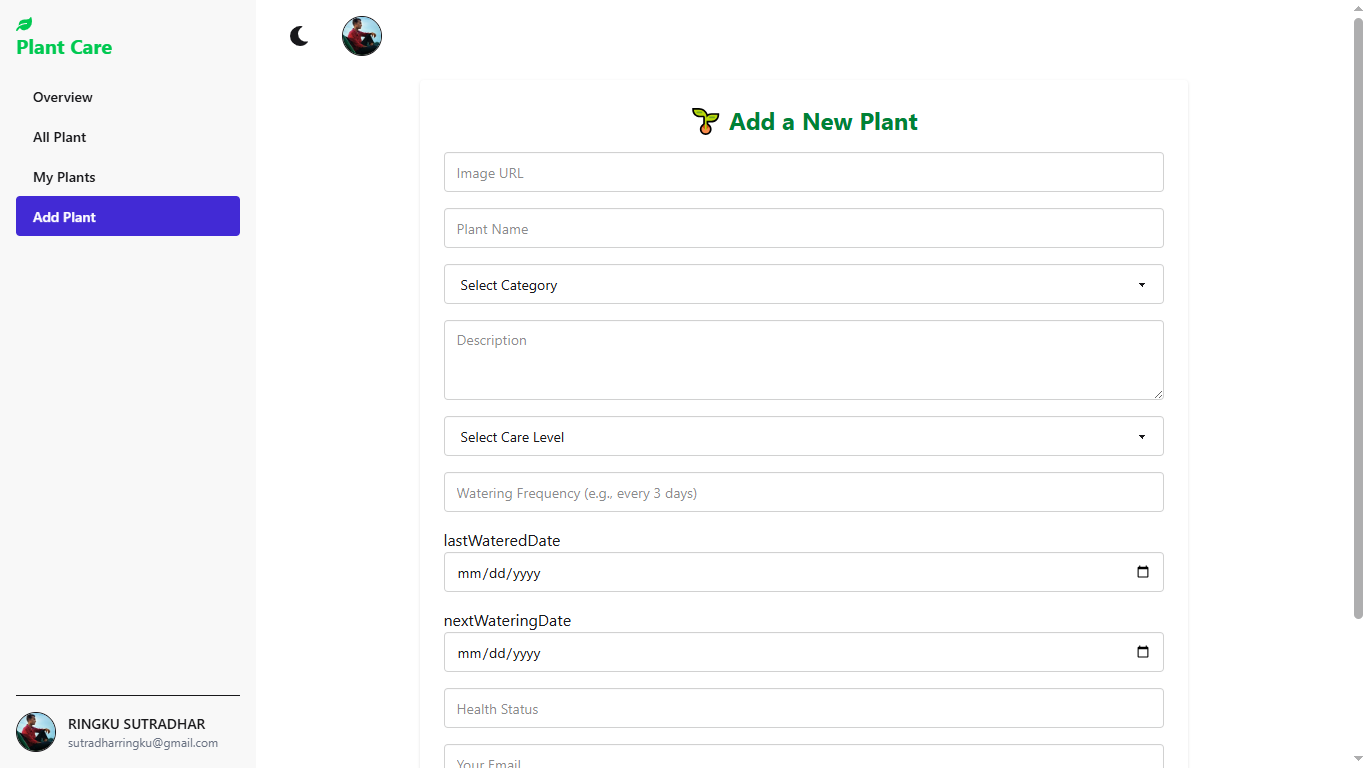 Plant Care
Overview
All Plant
My Plants
Add Plant
RINGKU SUTRADHAR
sutradharringku@gmail.com
Add a New Plant
Image URL
Plant Name
Select Category
Description
Select Care Level
Watering Frequency (e.g., every 3 days)
lastWateredDate
mm/dd/yyyy
nextWateringDate
mm/dd/yyyy
Health Status
Your Email